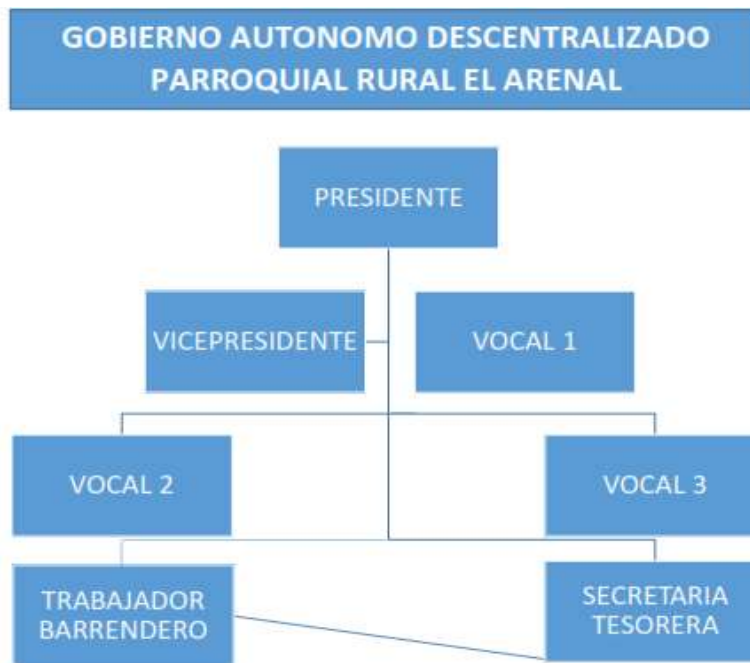 GOBIERNO AUTONOMO DESCENTRALIZADO
PARROQUIAL RURAL EL ARENAL
PRESIDENTE
VICEPRESIDENTE
VOCAL 1
VOCAL 2
VOCAL 3
TRABAJADOR
BARRENDERO
SECRETARIA
TESORERA